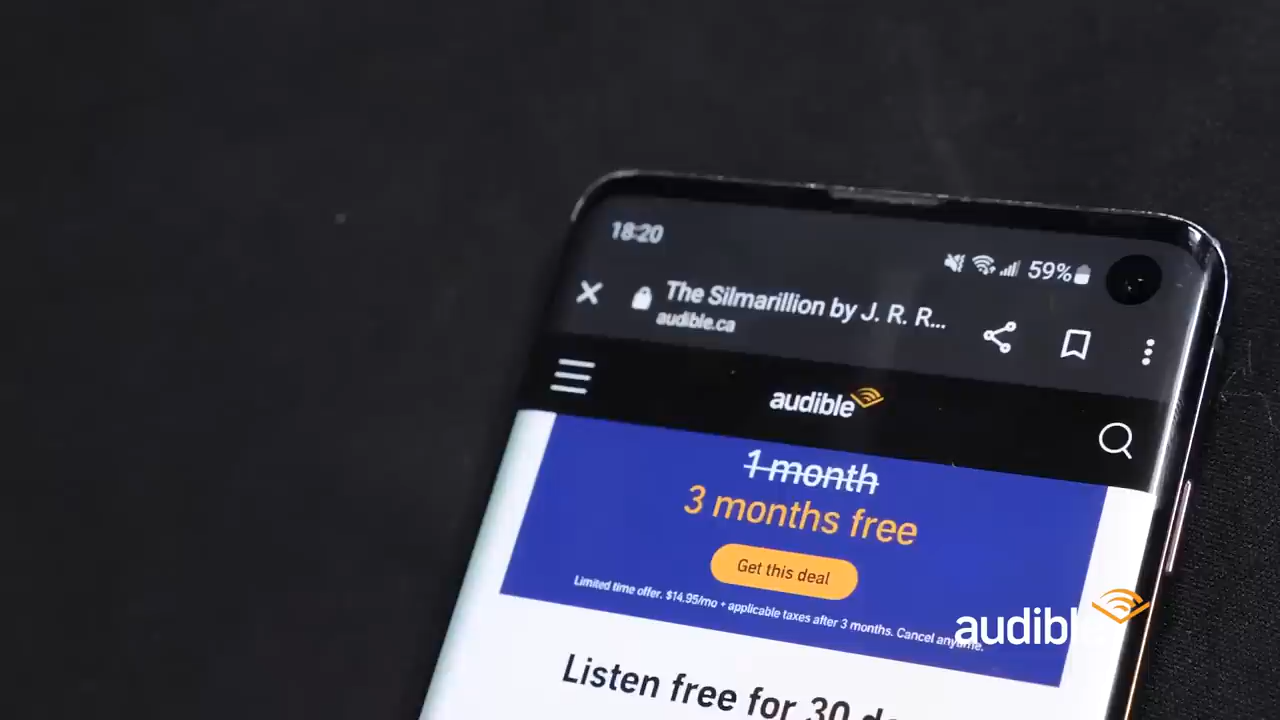 18:20
59%
The Silmarillion by J. R. R...
audible.ca
audible
1 month
3 months free
Get this deal
Limited time offer. $14.95/mo + applicable taxes after 3 months. Cancel anytime.
audible
Listen free for 30